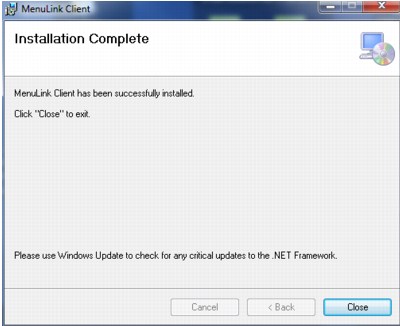 MenuLink Client
Installation Complete
MenuLink Client has been successfully installed.
Click "Close" to exit.
Please use Windows Update to check for any critical updates to the .NET Framework.
Cancel
< Back
Close